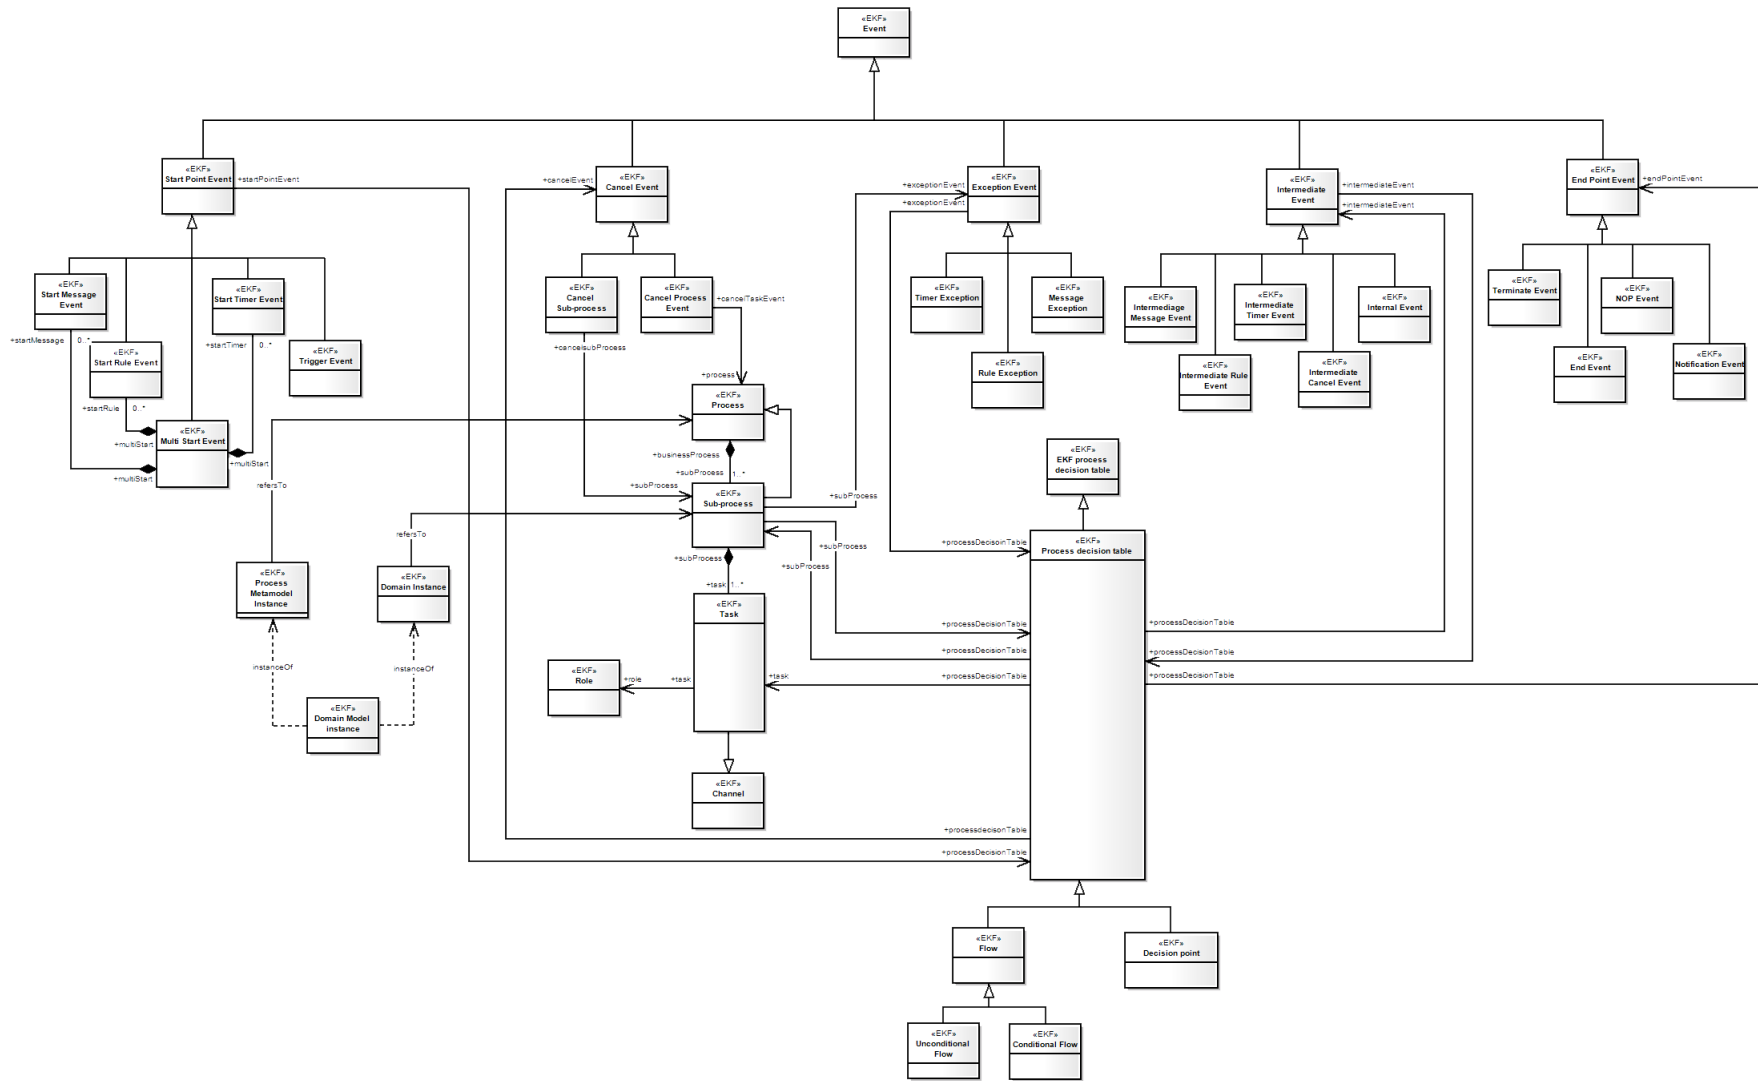 «EKF»
Event
«EKF»
Start Point Event
+startPointEvent
«EKF»
Cancel Event
+cancelEvent
«EKF»
Exception Event
+exceptionEvent
+exceptionEvent
«EKF»
Intermediate
Event
+intermediateEvent
+intermediateEvent
«EKF»
End Point Event
+endPointEvent
«EKF»
Start Message
Event
«EKF»
Start Timer Event
«EKF»
Start Rule Event
«EKF»
Trigger Event
+startMessage
0..*
+startTimer
0..*
+startRule
0..*
«EKF»
Multi Start Event
+multiStart
+multiStart
+multiStart
«EKF»
Cancel
Sub-process
«EKF»
Cancel Process
Event
+cancelTaskEvent
+cancelsubProcess
+process
«EKF»
Timer Exception
«EKF»
Message
Exception
«EKF»
Rule Exception
«EKF»
Intermediage
Message Event
«EKF»
Intermediate
Timer Event
«EKF»
Internal Event
«EKF»
Intermediate Rule
Event
«EKF»
Intermediate
Cancel Event
«EKF»
Terminate Event
«EKF»
NOP Event
«EKF»
End Event
«EKF»
Notification Event
«EKF»
Process
+businessProcess
+subProcess
1..*
+subProcess
refersTo
«EKF»
Sub-process
+subProcess
+subProcess
+subProcess
+subProcess
refersTo
+task
1..*
«EKF»
EKF process
decision table
«EKF»
Process decision table
+processDecisoinTable
+processDecisionTable
+processDecisionTable
+processDecisionTable
+processDecisionTable
+processDecisionTable
+processDecisionTable
+processdecisonTable
+processDecisionTable
«EKF»
Process
Metamodel
Instance
«EKF»
Domain Instance
instanceOf
instanceOf
«EKF»
Domain Model
instance
«EKF»
Task
+task
+task
+role
«EKF»
Role
«EKF»
Channel
«EKF»
Flow
«EKF»
Decision point
«EKF»
Unconditional
Flow
«EKF»
Conditional Flow